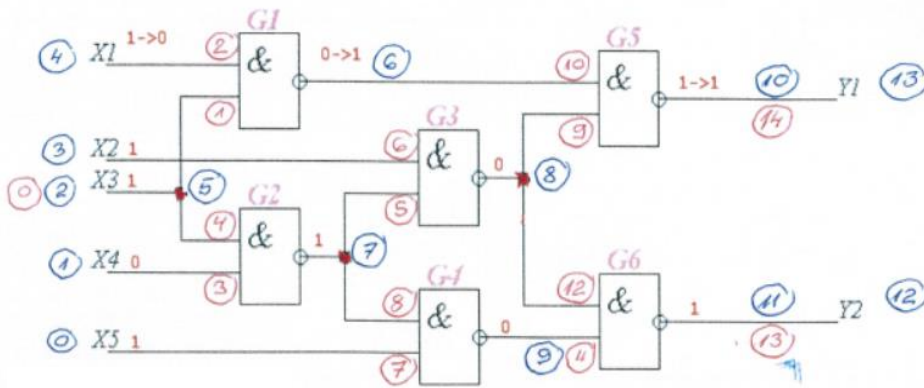 G1
1->0
④ X1 ② & 0->1 ⑥ ⑩ G5
& 1->1 ⑩ Y1 ⑬
① G3 ⑨ ⑭
③ X2 1 ⑥ &
⓪ ② X3 1 ⑤ 0 ⑧
G2 ⑤
④ &
1 ⑦
① X4 0 ③ G4 G6
⑧ & ⑫ & 1 ⑪ Y2 ⑫
⓪ X5 1 ⑦ 0 ⑨ ⑪ ⑬